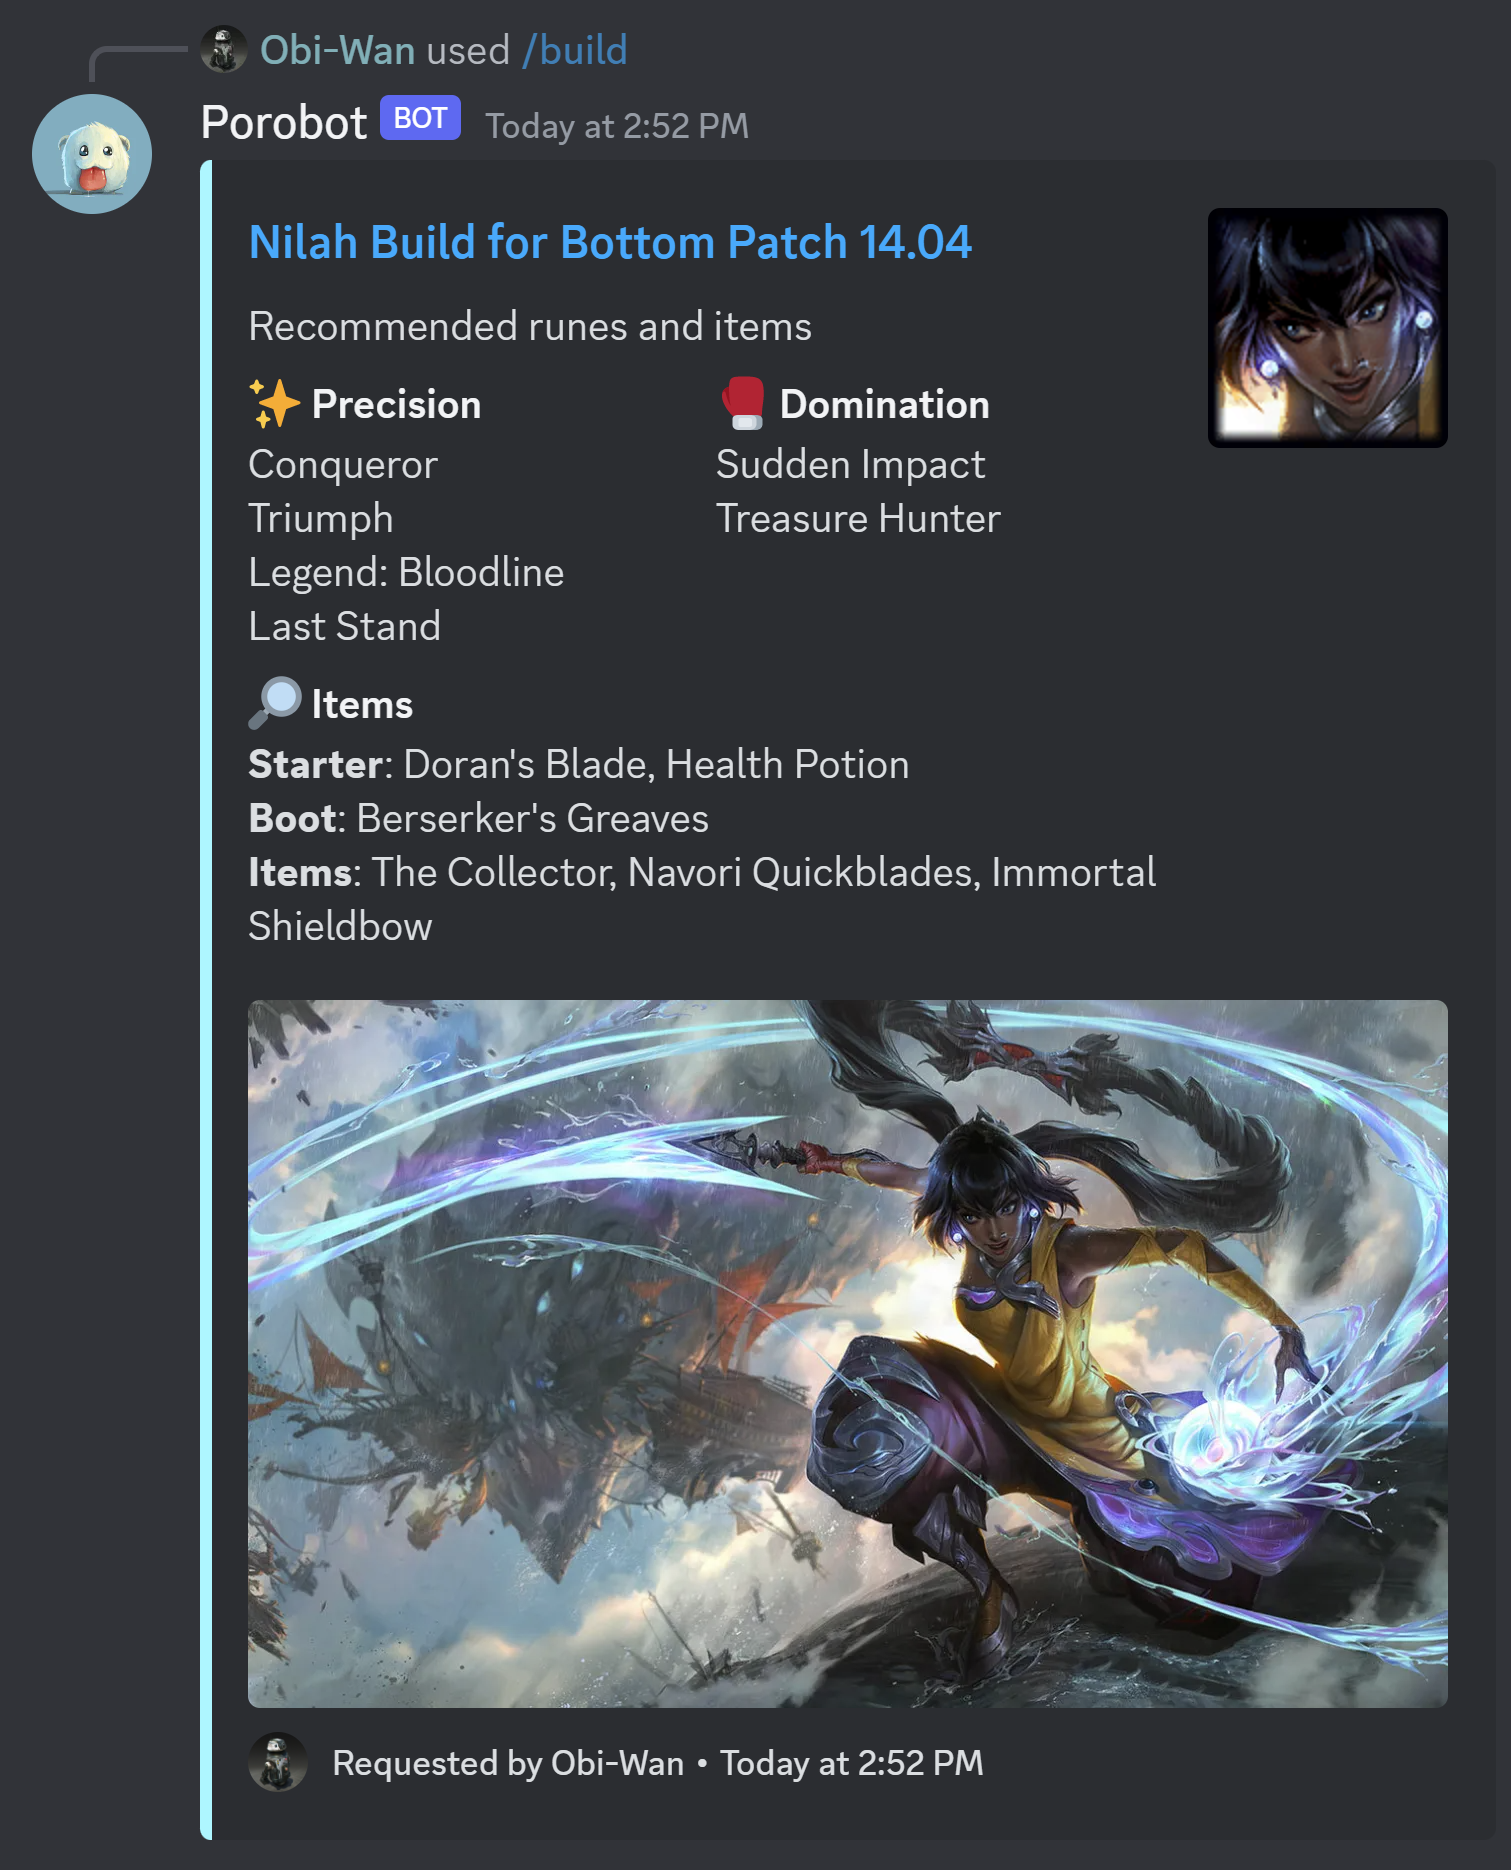 Obi-Wan used /build
Porobot BOT Today at 2:52 PM
Nilah Build for Bottom Patch 14.04
Recommended runes and items
Precision
Conqueror
Triumph
Legend: Bloodline
Last Stand
Domination
Sudden Impact
Treasure Hunter
Items
Starter: Doran's Blade, Health Potion
Boot: Berserker's Greaves
Items: The Collector, Navori Quickblades, Immortal
Shieldbow
Requested by Obi-Wan • Today at 2:52 PM